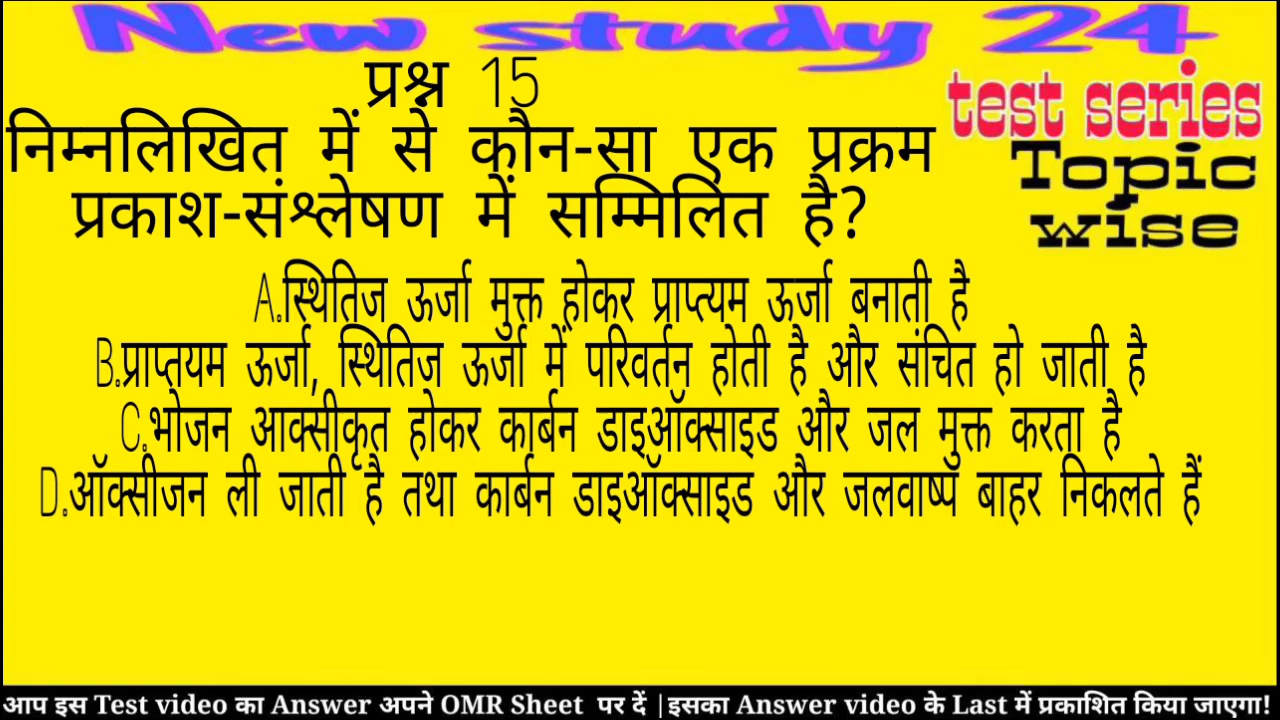 New study 24
प्रश्न 15
test series
Topic
wise
निम्नलिखित में से कौन-सा एक प्रक्रम
प्रकाश-संश्लेषण में सम्मिलित है?
A.स्थितिज ऊर्जा मुक्त होकर प्राप्त्यम ऊर्जा बनाती है
B.प्राप्तयम ऊर्जा, स्थितिज ऊर्जा में परिवर्तन होती है और संचित हो जाती है
C.भोजन आक्सीकृत होकर कार्बन डाइऑक्साइड और जल मुक्त करता है
D.ऑक्सीजन ली जाती है तथा कार्बन डाइऑक्साइड और जलवाष्प बाहर निकलते हैं
आप इस Test video का Answer अपने OMR Sheet पर दें |इसका Answer video के Last में प्रकाशित किया जाएगा!